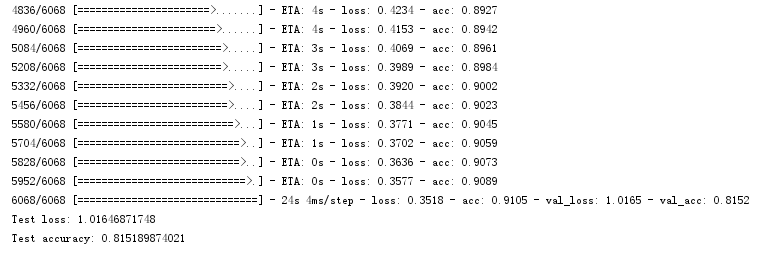 4836/6068 [======================>.......] - ETA: 4s - loss: 0.4234 - acc: 0.8927
4960/6068 [=======================>......] - ETA: 4s - loss: 0.4153 - acc: 0.8942
5084/6068 [========================>.....] - ETA: 3s - loss: 0.4069 - acc: 0.8961
5208/6068 [========================>.....] - ETA: 3s - loss: 0.3989 - acc: 0.8984
5332/6068 [=========================>....] - ETA: 2s - loss: 0.3920 - acc: 0.9002
5456/6068 [=========================>....] - ETA: 2s - loss: 0.3844 - acc: 0.9023
5580/6068 [==========================>...] - ETA: 1s - loss: 0.3771 - acc: 0.9045
5704/6068 [===========================>..] - ETA: 1s - loss: 0.3702 - acc: 0.9059
5828/6068 [===========================>..] - ETA: 0s - loss: 0.3636 - acc: 0.9073
5952/6068 [============================>.] - ETA: 0s - loss: 0.3577 - acc: 0.9089
6068/6068 [==============================] - 24s 4ms/step - loss: 0.3518 - acc: 0.9105 - val_loss: 1.0165 - val_acc: 0.8152
Test loss: 1.01646871748
Test accuracy: 0.815189874021